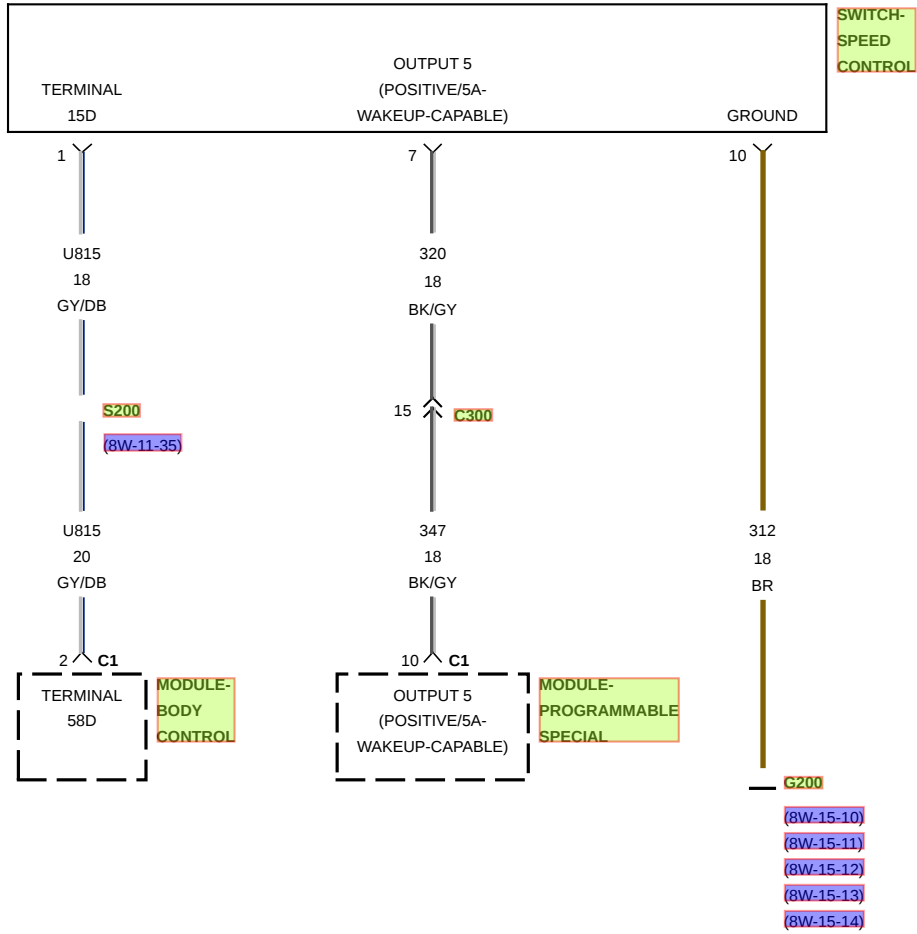 SWITCH-
SPEED
CONTROL
TERMINAL
15D
OUTPUT 5
(POSITIVE/5A-
WAKEUP-CAPABLE)
GROUND
1
7
10
U815
18
GY/DB
320
18
BK/GY
S200
(8W-11-35)
15
C300
U815
20
GY/DB
347
18
BK/GY
312
18
BR
2 C1
10 C1
TERMINAL
58D
MODULE-
BODY
CONTROL
OUTPUT 5
(POSITIVE/5A-
WAKEUP-CAPABLE)
MODULE-
PROGRAMMABLE
SPECIAL
G200
(8W-15-10)
(8W-15-11)
(8W-15-12)
(8W-15-13)
(8W-15-14)